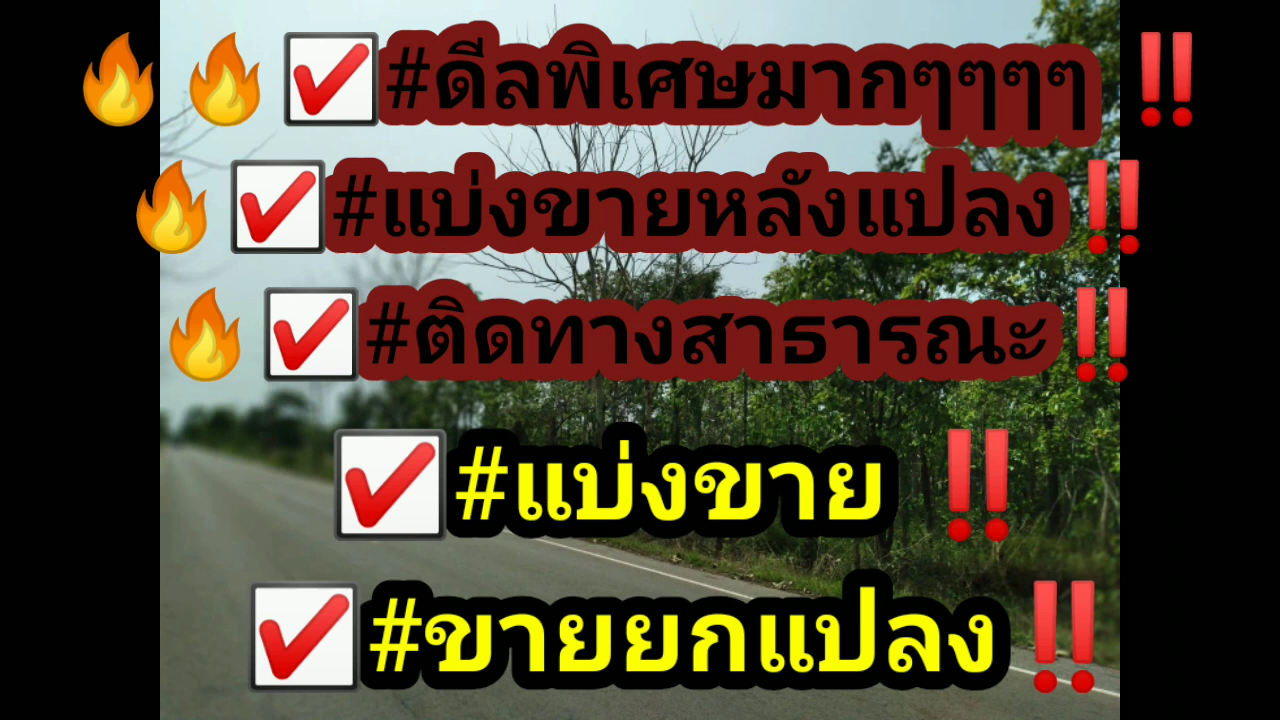 🔥🔥☑#ดีลพิเศษมากๆๆๆๆ ‼
🔥☑#แบ่งขายหลังแปลง‼
🔥☑#ติดทางสาธารณะ‼
☑#แบ่งขาย ‼
☑#ขายยกแปลง‼